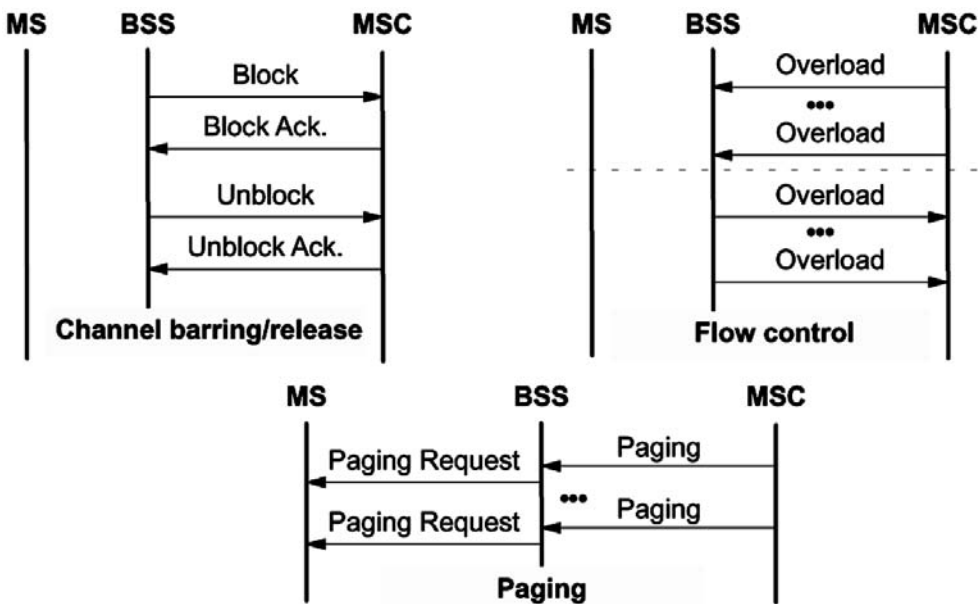 MS BSS MSC
Block
Block Ack.
Unblock
Unblock Ack.
Channel barring/release
MS BSS MSC
Overload
•••
Overload
Overload
•••
Overload
Flow control
MS BSS MSC
Paging Request Paging
•••
Paging Request Paging
Paging